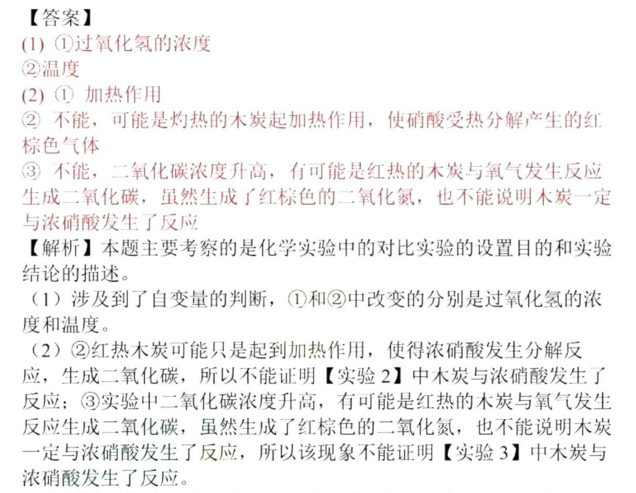 【答案】
(1) ①过氧化氢的浓度
②温度
(2) ① 加热作用
② 不能，可能是灼热的木炭起加热作用，使硝酸受热分解产生的红
棕色气体
③ 不能，二氧化碳浓度升高，有可能是红热的木炭与氧气发生反应
生成二氧化碳，虽然生成了红棕色的二氧化氮，也不能说明木炭一定
与浓硝酸发生了反应
【解析】本题主要考察的是化学实验中的对比实验的设置目的和实验
结论的描述。
（1）涉及到了自变量的判断，①和②中改变的分别是过氧化氢的浓
度和温度。
（2）②红热木炭可能只是起到加热作用，使得浓硝酸发生分解反
应，生成二氧化碳，所以不能证明【实验 2】中木炭与浓硝酸发生了
反应；③实验中二氧化碳浓度升高，有可能是红热的木炭与氧气发生
反应生成二氧化碳，虽然生成了红棕色的二氧化氮，也不能说明木炭
一定与浓硝酸发生了反应，所以该现象不能证明【实验 3】中木炭与
浓硝酸发生了反应。